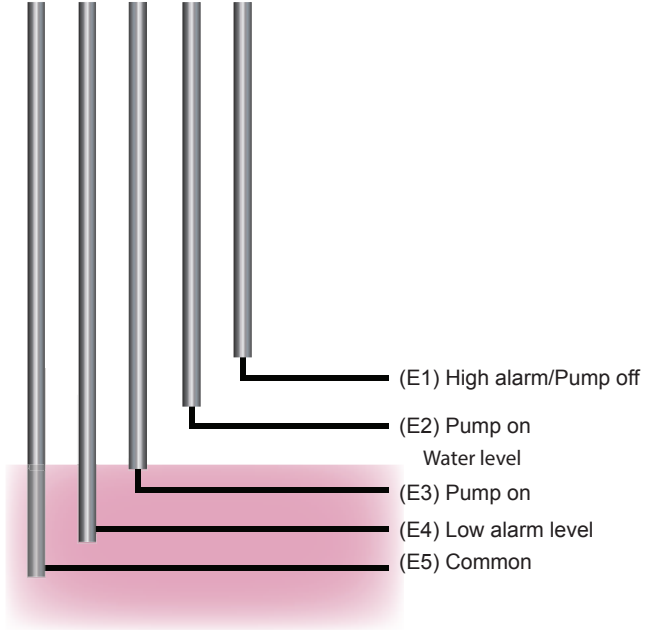 (E1) High alarm/Pump off
(E2) Pump on
Water level
(E3) Pump on
(E4) Low alarm level
(E5) Common